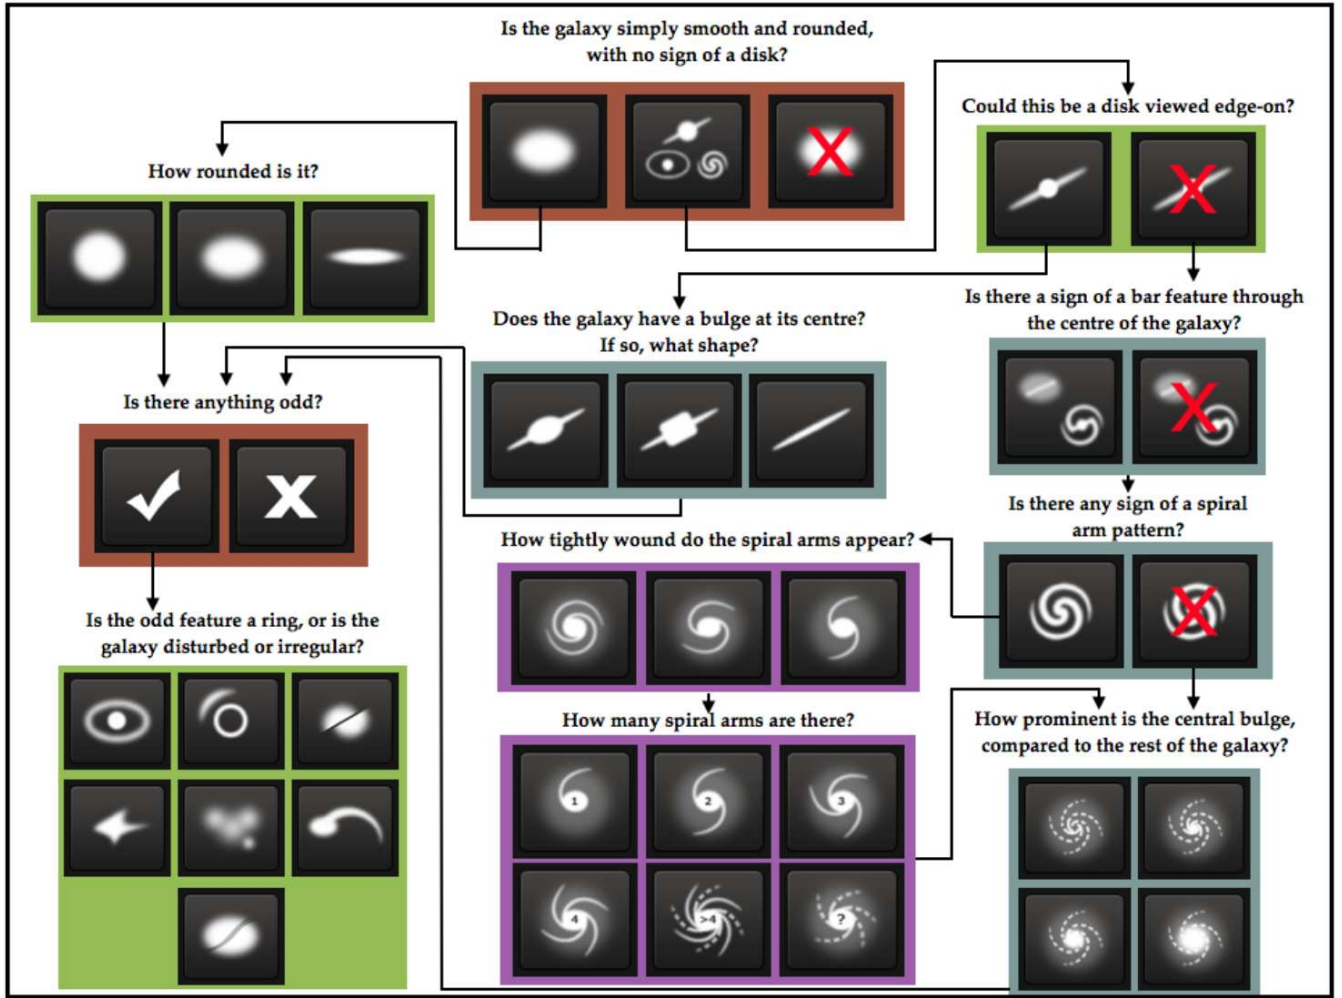 Is the galaxy simply smooth and rounded,
with no sign of a disk?
X
Could this be a disk viewed edge-on?
X
How rounded is it?
Is there a sign of a bar feature through
the centre of the galaxy?
X
Does the galaxy have a bulge at its centre?
If so, what shape?
Is there anything odd?
X
Is there any sign of a spiral
arm pattern?
X
How tightly wound do the spiral arms appear?
Is the odd feature a ring, or is the
galaxy disturbed or irregular?
How many spiral arms are there?
1
2
3
4
>4
?
How prominent is the central bulge,
compared to the rest of the galaxy?